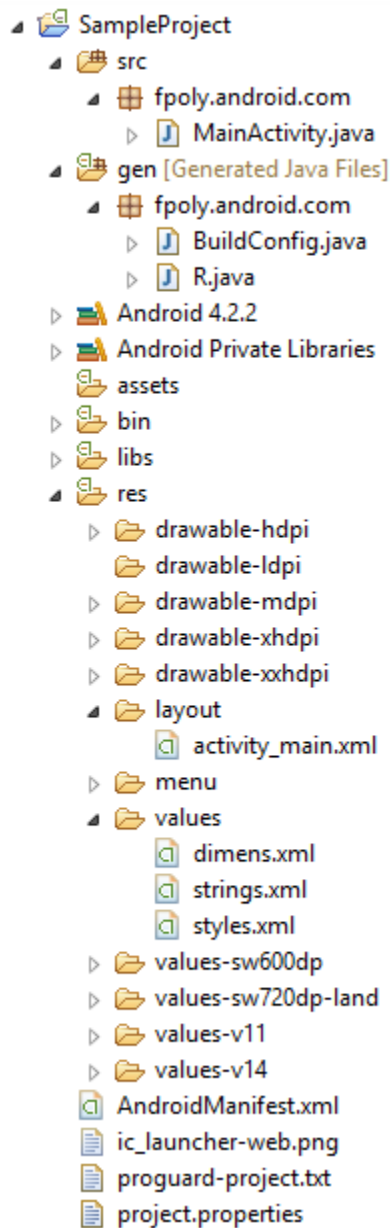 SampleProject
src
fpoly.android.com
MainActivity.java
gen [Generated Java Files]
fpoly.android.com
BuildConfig.java
R.java
Android 4.2.2
Android Private Libraries
assets
bin
libs
res
drawable-hdpi
drawable-ldpi
drawable-mdpi
drawable-xhdpi
drawable-xxhdpi
layout
activity_main.xml
menu
values
dimens.xml
strings.xml
styles.xml
values-sw600dp
values-sw720dp-land
values-v11
values-v14
AndroidManifest.xml
ic_launcher-web.png
proguard-project.txt
project.properties